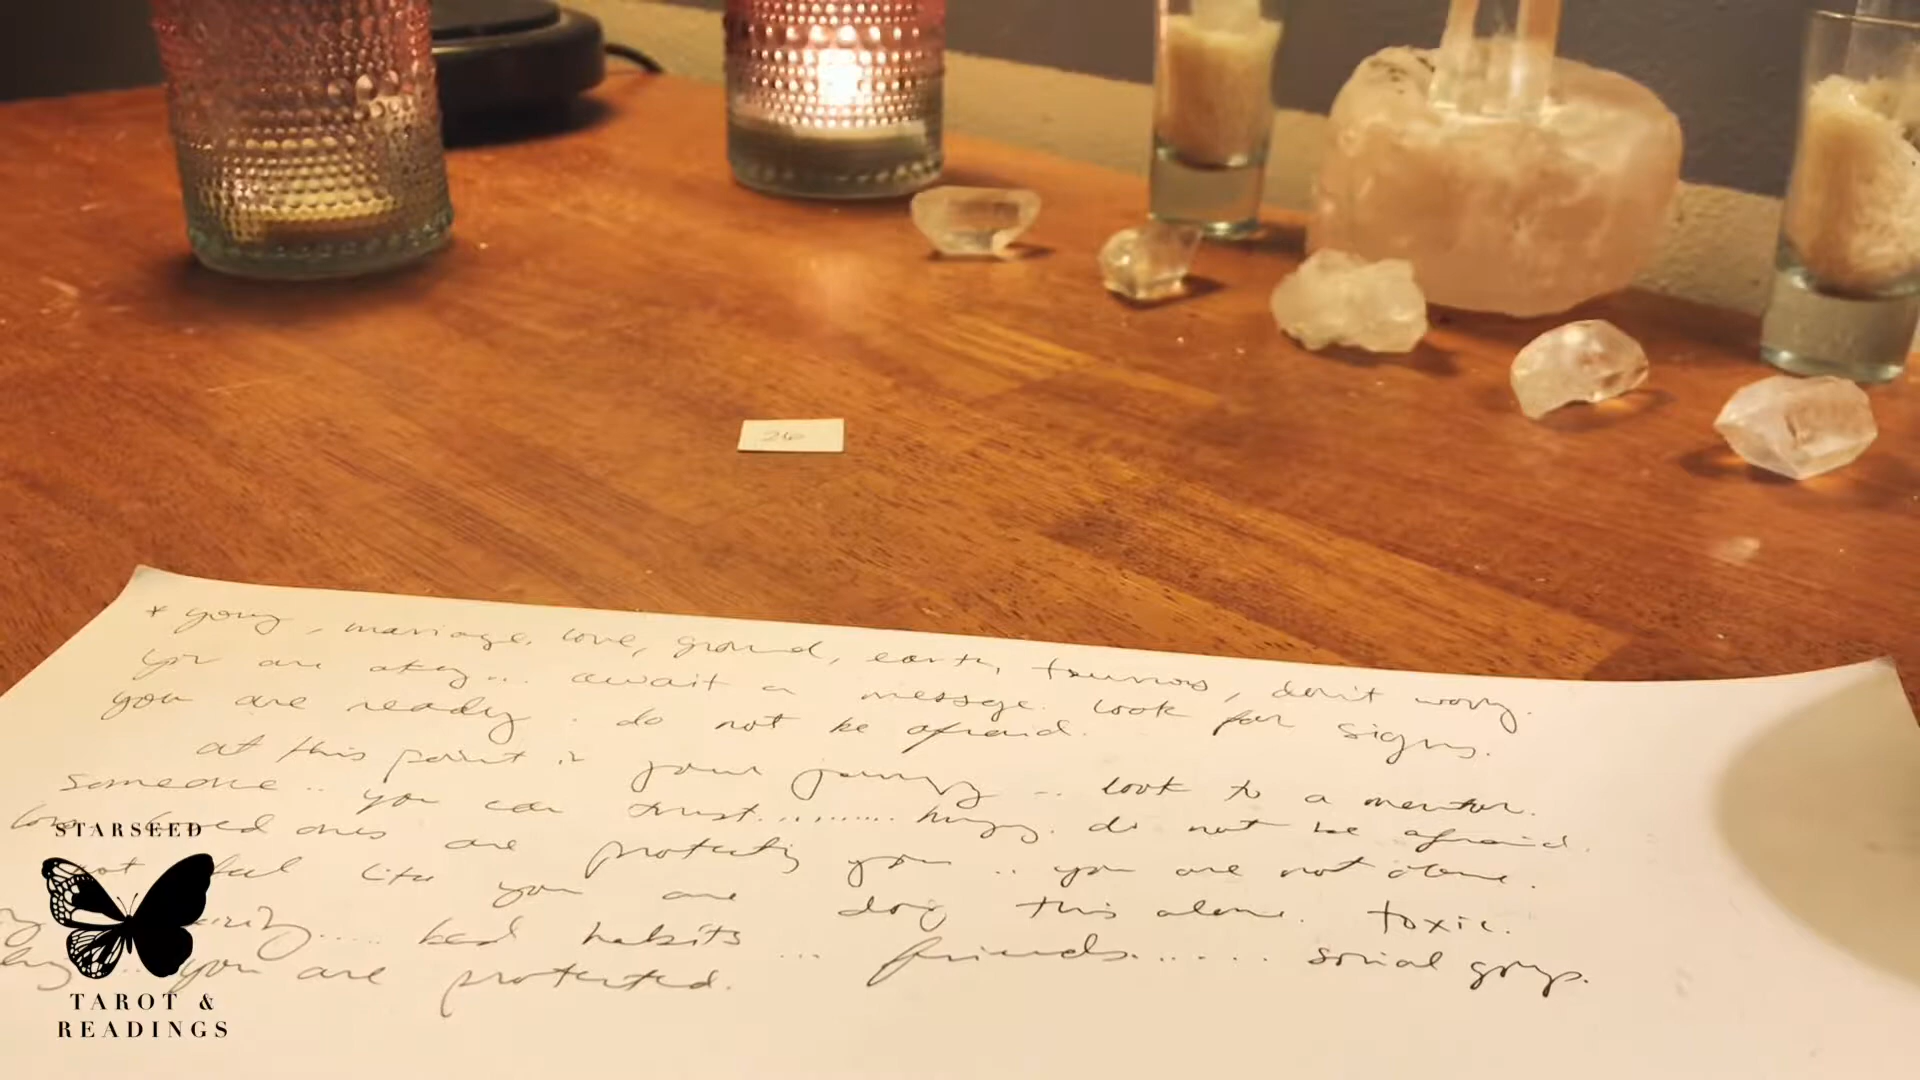 26
* young, marriage, love, ground, earth, trauma, don't worry.
you are okay... await a message. look for signs.
you are ready. do not be afraid.
at this point in your journey... look to a mentor.
someone.. you can trust......... do not be afraid.
loved ones are protecting you .. you are not alone.
not feel like you are doing this alone. toxic.
..... bad habits ... friends...... social groups.
... you are protected.
STARSEED
TAROT &
READINGS